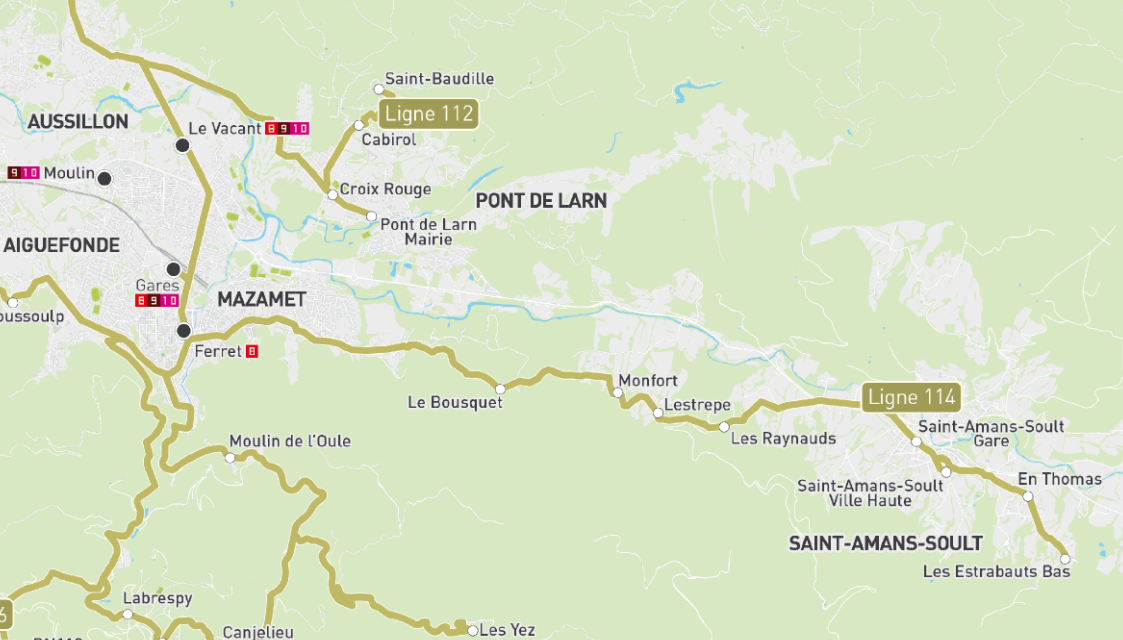 Saint-Baudille
Ligne 112
AUSSILLON
Le Vacant 8 9 10
Cabirol
9 10 Moulin
Croix Rouge
PONT DE LARN
Pont de Larn
Mairie
AIGUEFONDE
Gares
8 9 10
MAZAMET
oussoulp
Ferret 8
Monfort
Le Bousquet
Lestrepe
Ligne 114
Les Raynauds
Saint-Amans-Soult
Gare
Moulin de l'Oule
Saint-Amans-Soult
Ville Haute
En Thomas
SAINT-AMANS-SOULT
Les Estrabauts Bas
Labrespy
6
Canjelieu
Les Yez